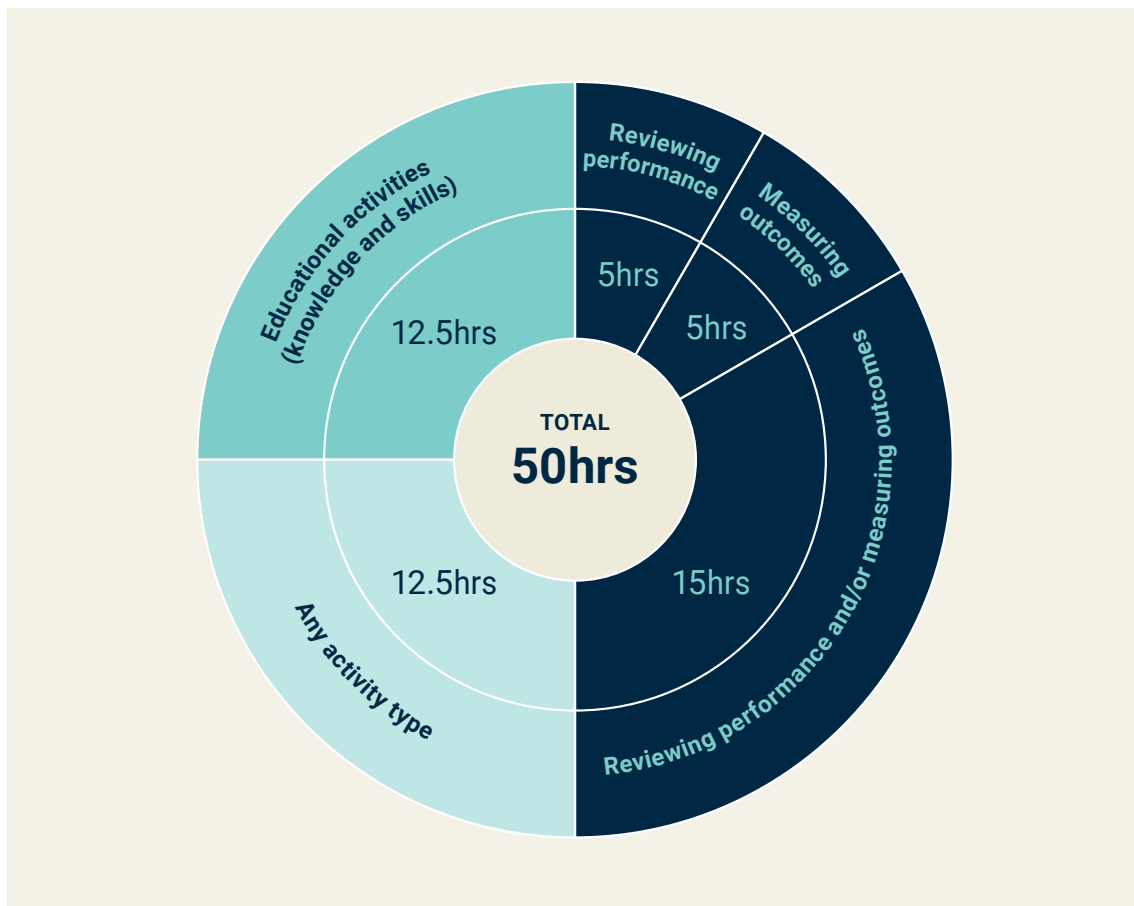 Educational activities
(knowledge and skills)
12.5hrs
Reviewing
performance
5hrs
Measuring
outcomes
5hrs
TOTAL
50hrs
Any activity type
12.5hrs
Reviewing performance and/or measuring outcomes
15hrs